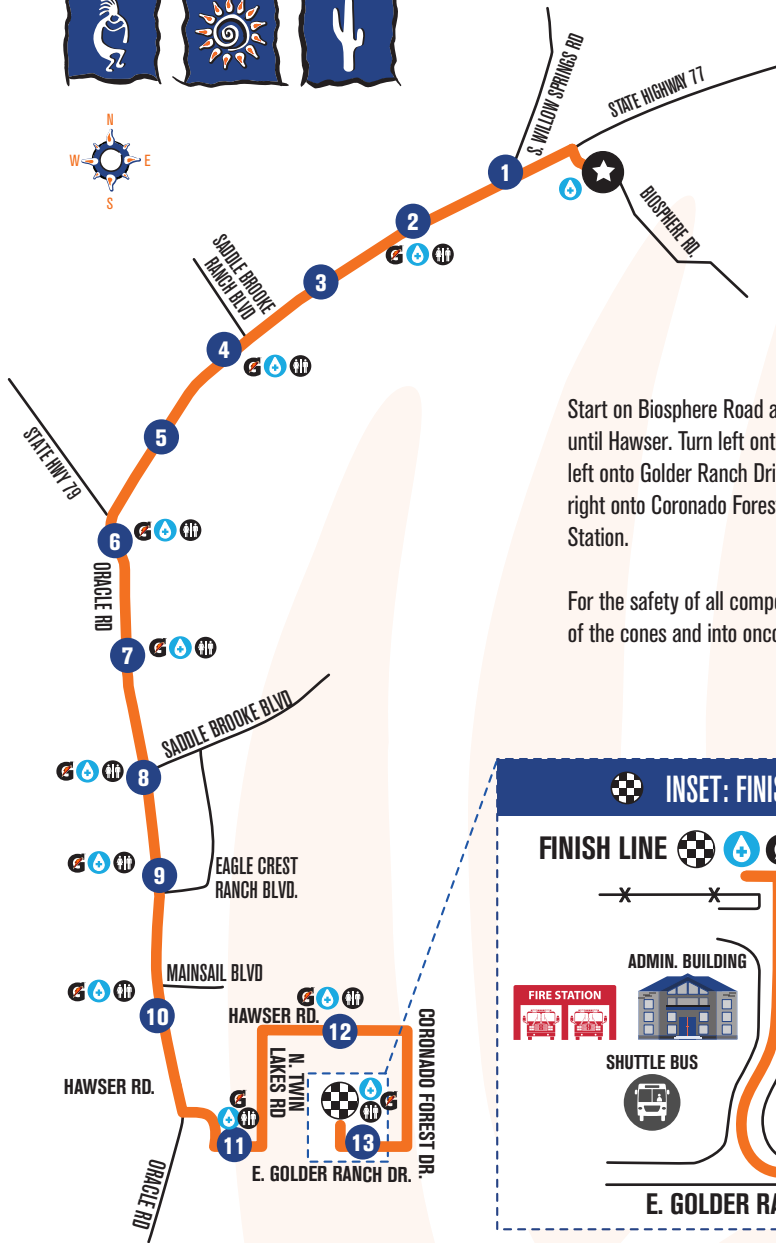 N
W
E
S
S. WILLOW SPRINGS RD
STATE HIGHWAY 77
BIOSPHERE RD.
1
2
G
3
SADDLE BROOKE
RANCH BLVD
4
G
5
STATE HWY 79
6
G
ORACLE RD
7
G
SADDLE BROOKE BLVD
G
8
G
9
EAGLE CREST
RANCH BLVD.
MAINSAIL BLVD
G
10
HAWSER RD.
G
12
HAWSER RD.
N. TWIN
LAKES RD
CORONADO FOREST DR.
G
11
G
13
E. GOLDER RANCH DR.
ORACLE RD
Start on Biosphere Road a
until Hawser. Turn left ont
left onto Golder Ranch Dri
right onto Coronado Fores
Station.
For the safety of all compe
of the cones and into onco
INSET: FINIS
FINISH LINE
X
X
ADMIN. BUILDING
FIRE STATION
SHUTTLE BUS
E. GOLDER RA